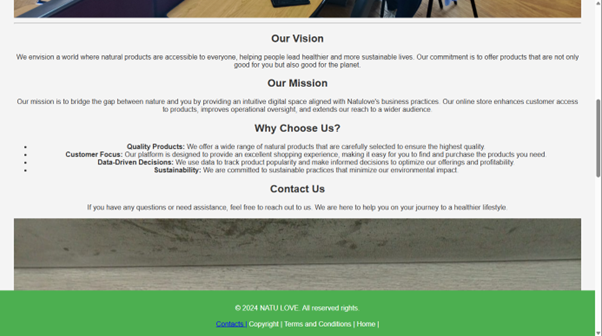 Our Vision
We envision a world where natural products are accessible to everyone, helping people lead healthier and more sustainable lives. Our commitment is to offer products that are not only
good for you but also good for the planet.
Our Mission
Our mission is to bridge the gap between nature and you by providing an intuitive digital space aligned with Natulove's business practices. Our online store enhances customer access
to products, improves operational oversight, and extends our reach to a wider audience.
Why Choose Us?
Quality Products: We offer a wide range of natural products that are carefully selected to ensure the highest quality.
Customer Focus: Our platform is designed to provide an excellent shopping experience, making it easy for you to find and purchase the products you need.
Data-Driven Decisions: We use data to track product popularity and make informed decisions to optimize our offerings and profitability.
Sustainability: We are committed to sustainable practices that minimize our environmental impact.
Contact Us
If you have any questions or need assistance, feel free to reach out to us. We are here to help you on your journey to a healthier lifestyle.
© 2024 NATU LOVE. All reserved rights.
Contacts | Copyright | Terms and Conditions | Home |